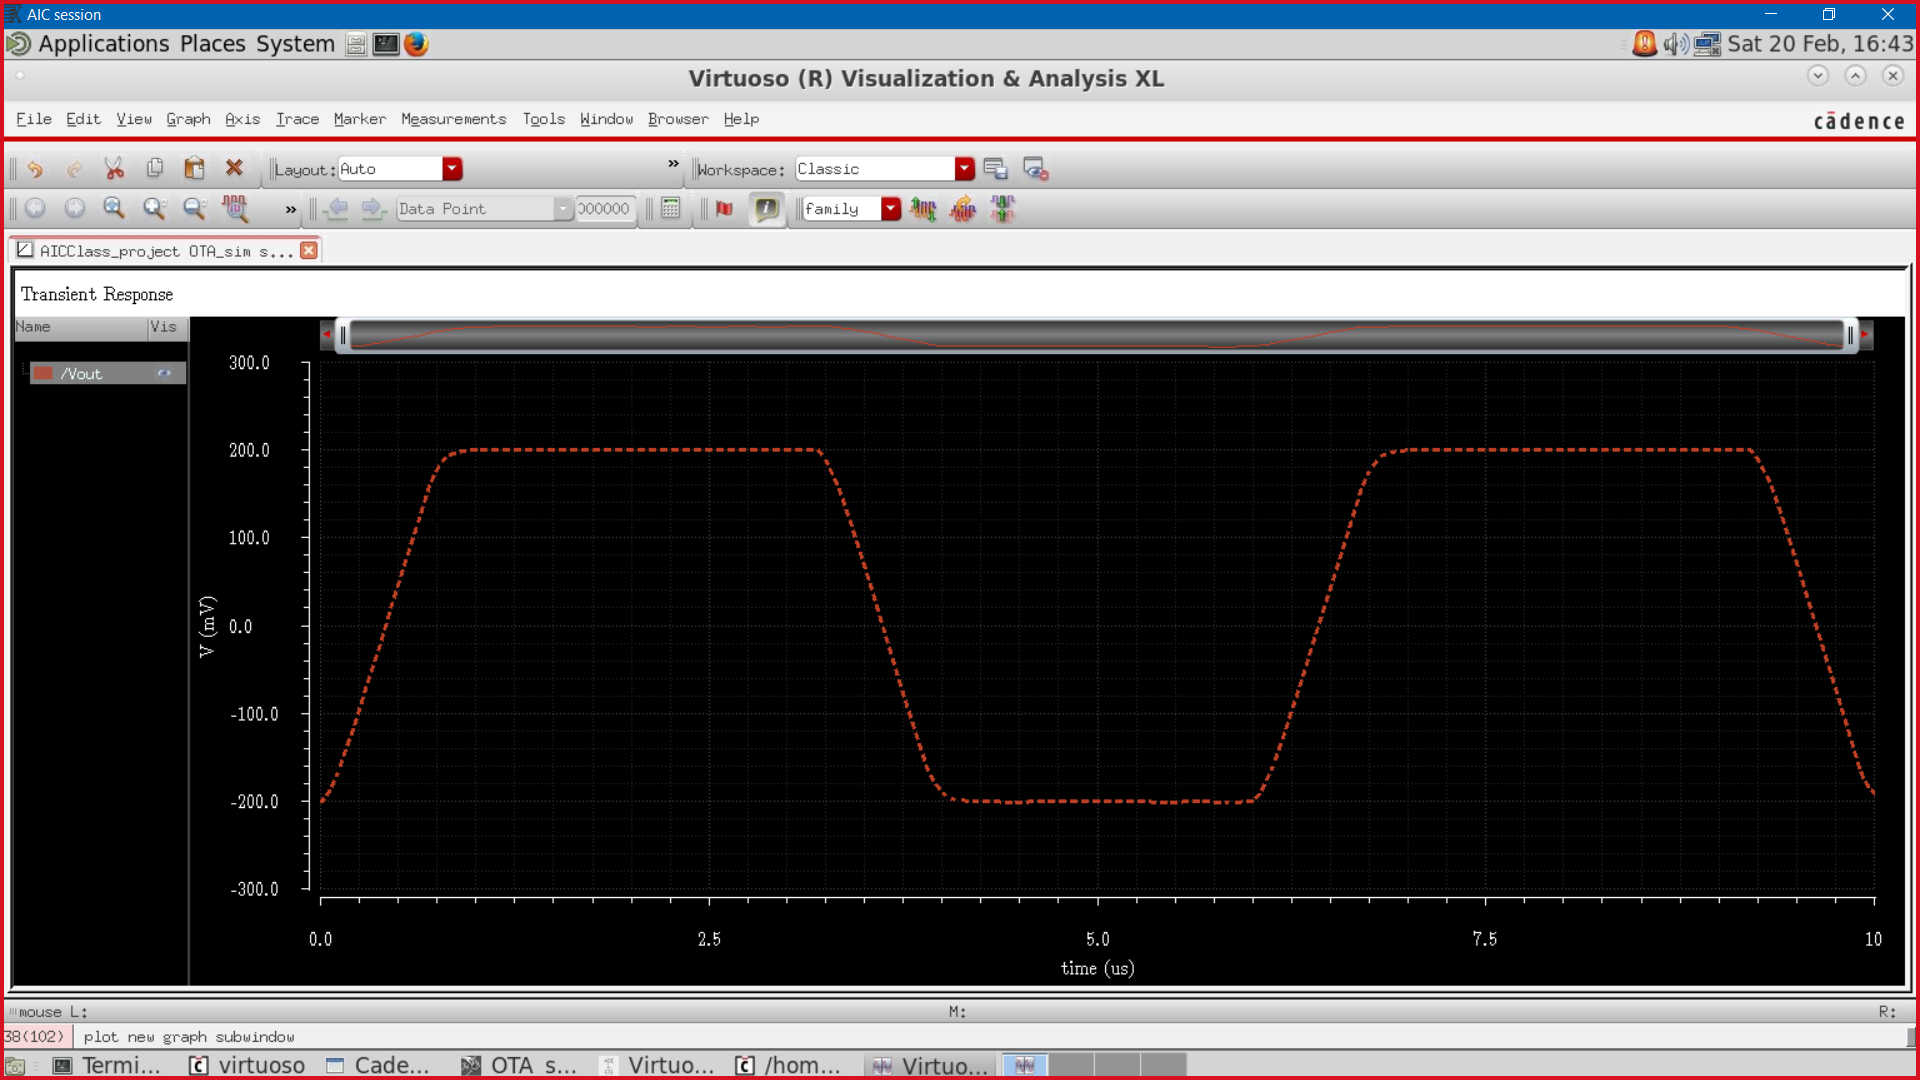 AIC session
Applications Places System Sat 20 Feb, 16:43
Virtuoso (R) Visualization & Analysis XL
File Edit View Graph Axis Trace Marker Measurements Tools Window Browser Help cādence
Layout: Auto » Workspace: Classic
» Data Point 000000 family
AICClass_project OTA_sim s...
Transient Response
Name Vis
/Vout
300.0
200.0
100.0
0.0
-100.0
-200.0
-300.0
V (mV)
0.0 2.5 5.0 7.5 10
time (us)
mouse L: M: R:
38(102) plot new graph subwindow
Termi... virtuoso Cade... OTA s... Virtuo... /hom... Virtuo...